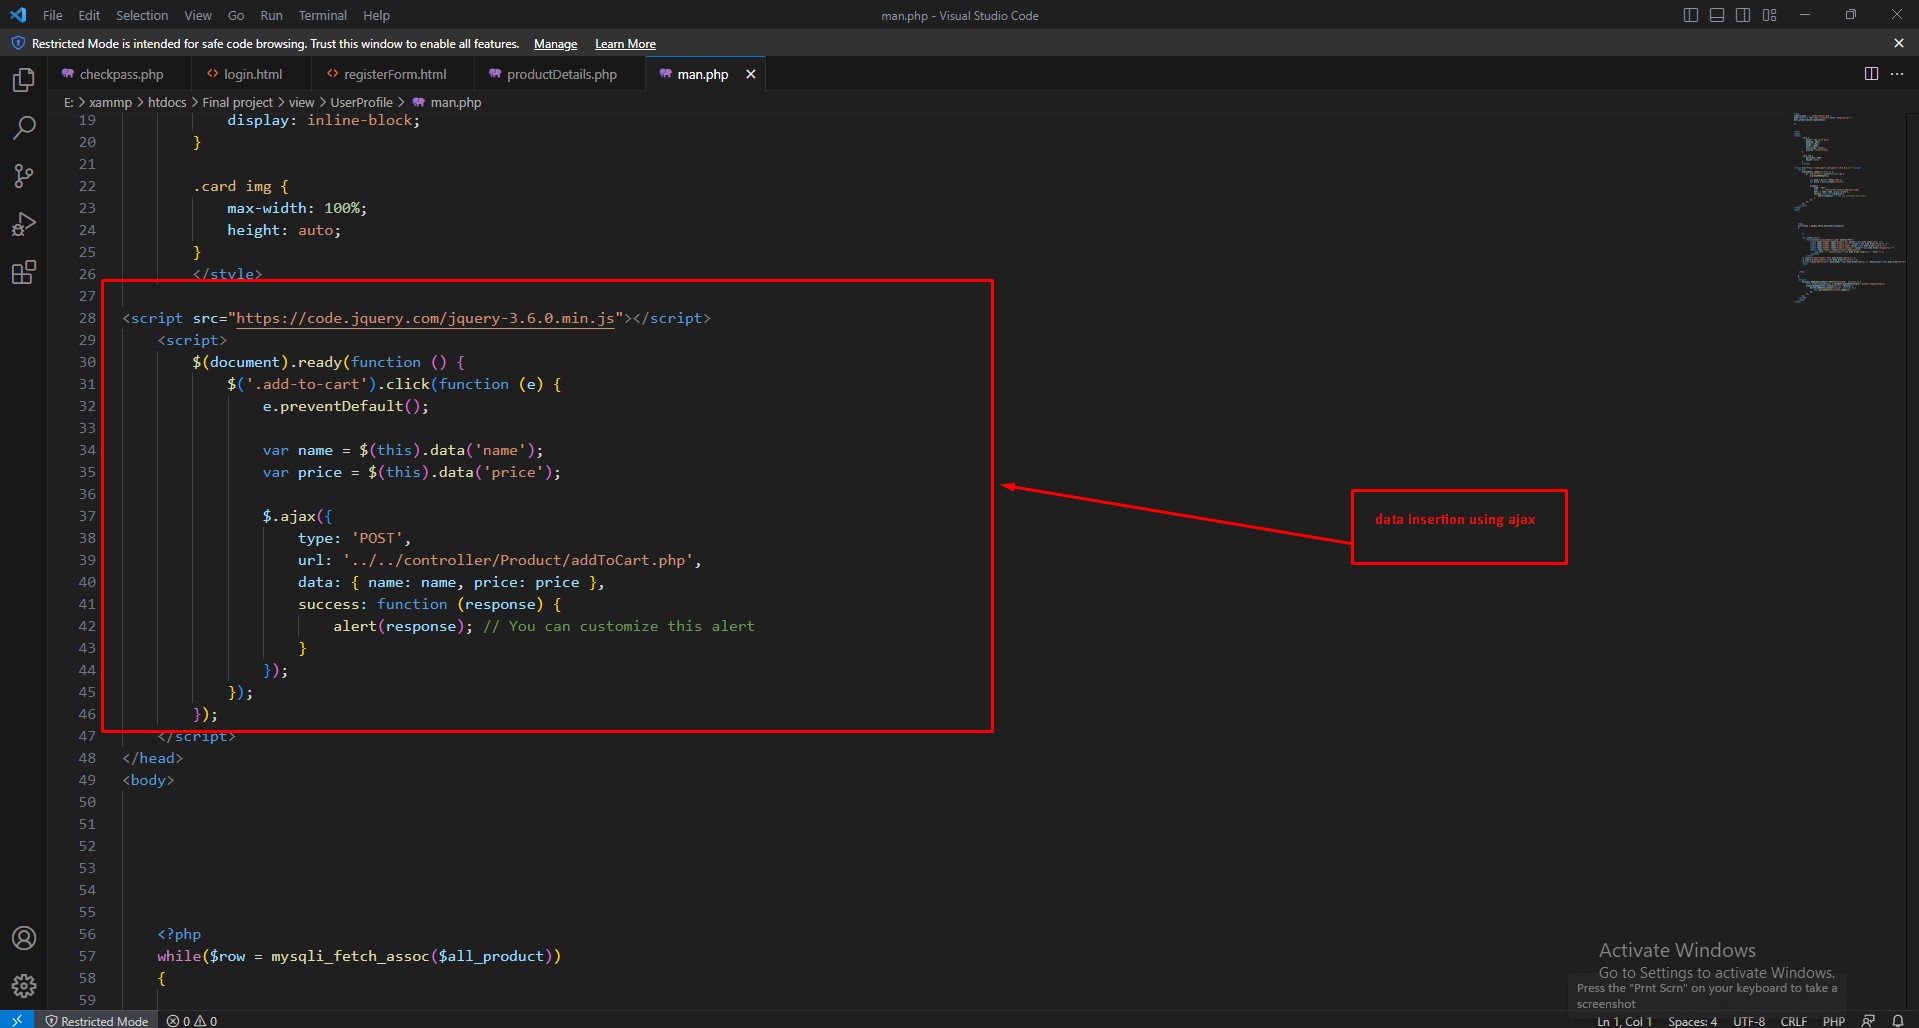 File Edit Selection View Go Run Terminal Help
man.php - Visual Studio Code
Restricted Mode is intended for safe code browsing. Trust this window to enable all features. Manage Learn More
checkpass.php login.html registerForm.html productDetails.php man.php
E: > xammp > htdocs > Final project > view > UserProfile > man.php
19 display: inline-block;
20 }
21
22 .card img {
23 max-width: 100%;
24 height: auto;
25 }
26 </style>
27
28 <script src="https://code.jquery.com/jquery-3.6.0.min.js"></script>
29 <script>
30 $(document).ready(function () {
31 $('.add-to-cart').click(function (e) {
32 e.preventDefault();
33
34 var name = $(this).data('name');
35 var price = $(this).data('price');
36
37 $.ajax({
38 type: 'POST',
39 url: '../../controller/Product/addToCart.php',
40 data: { name: name, price: price },
41 success: function (response) {
42 alert(response); // You can customize this alert
43 }
44 });
45 });
46 });
47 </script>
48 </head>
49 <body>
50
51
52
53
54
55
56 <?php
57 while($row = mysqli_fetch_assoc($all_product))
58 {
59
data insertion using ajax
Activate Windows
Go to Settings to activate Windows.
Press the "Prnt Scrn" on your keyboard to take a
screenshot
Restricted Mode 0 0 Ln 1, Col 1 Spaces: 4 UTF-8 CRLF PHP